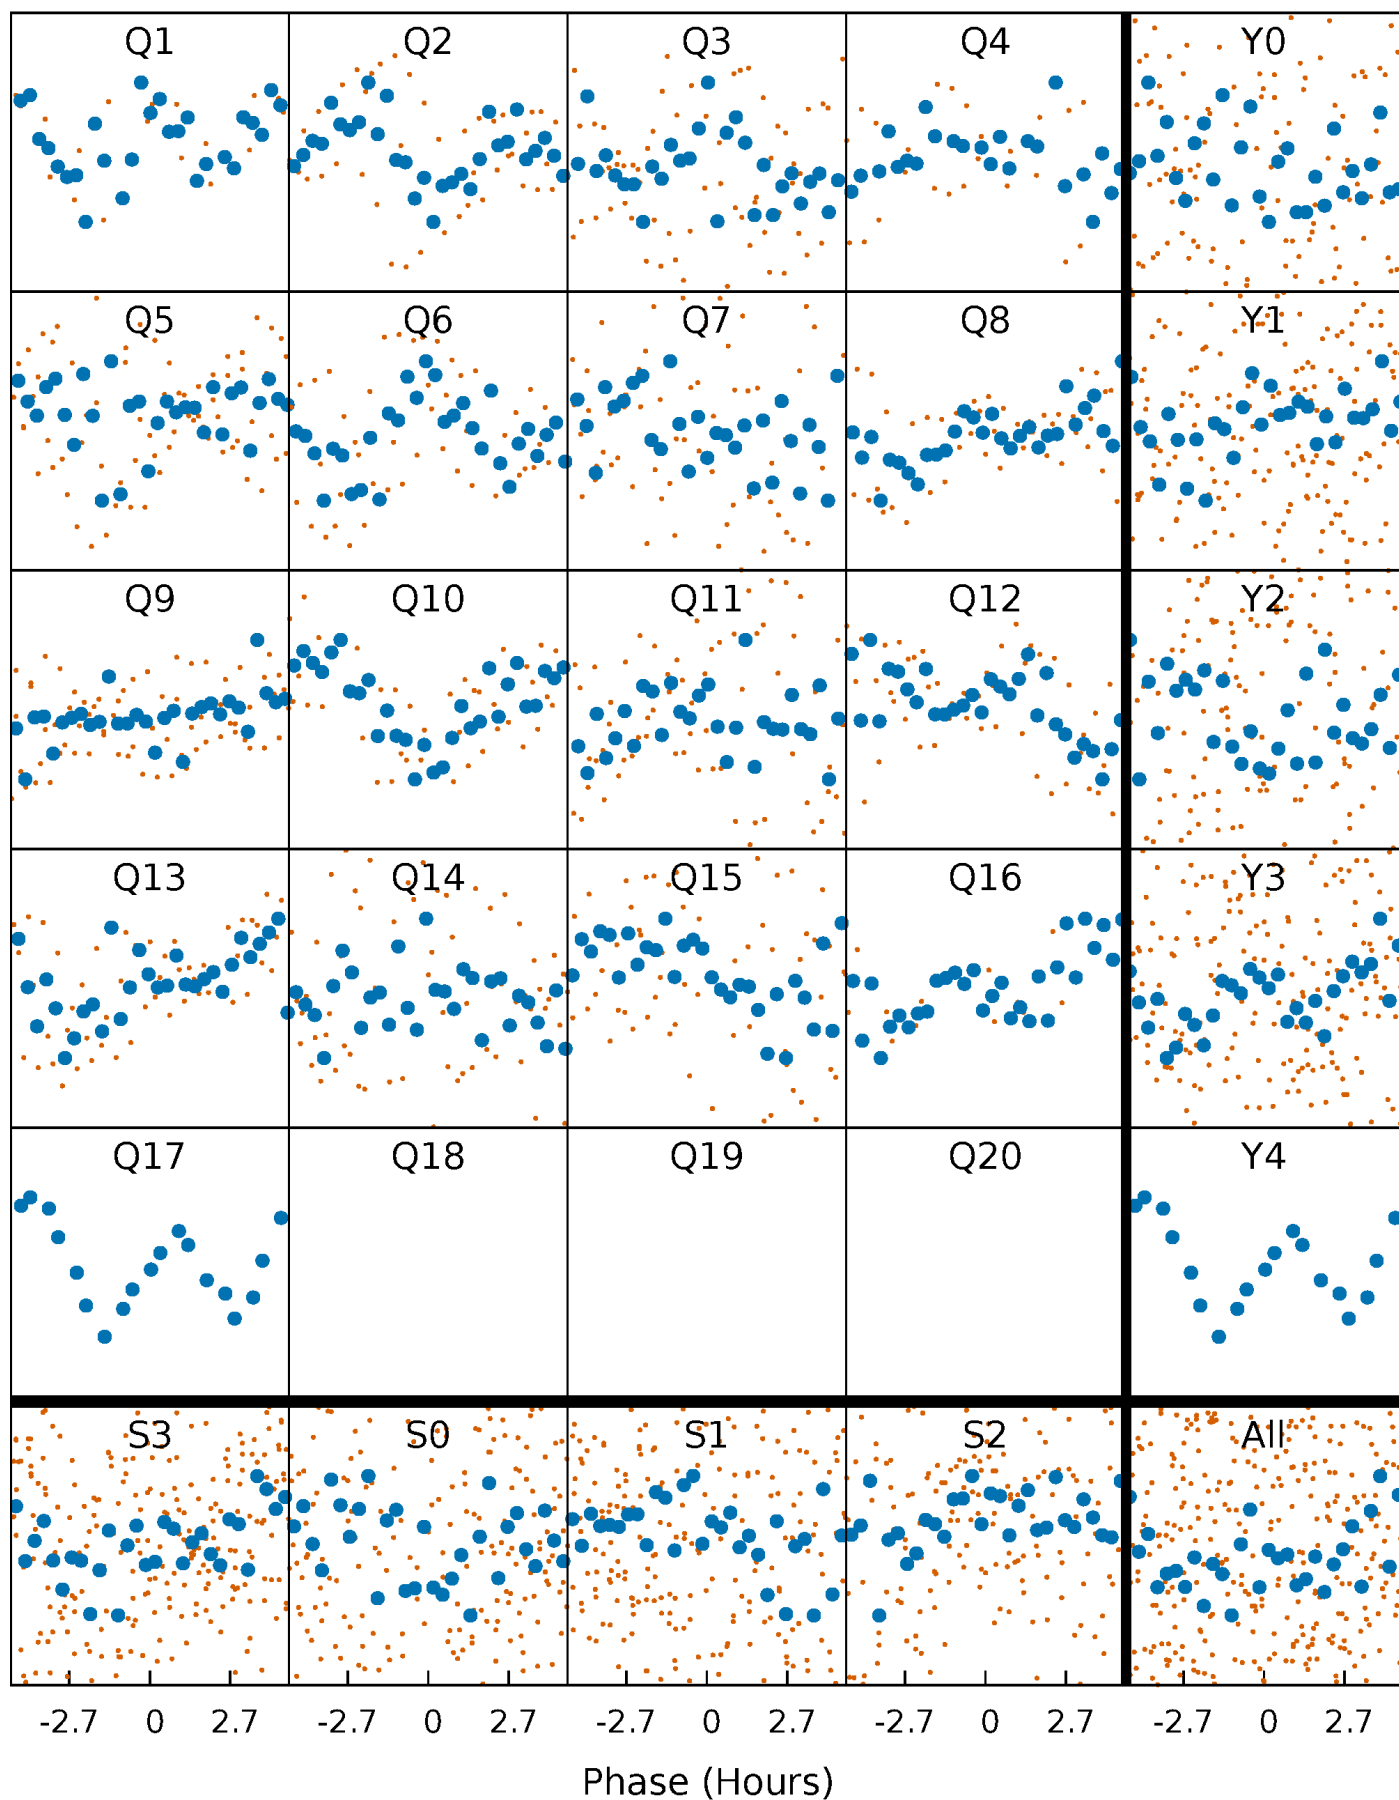 Q1 Q2 Q3 Q4 Y0
Q5 Q6 Q7 Q8 Y1
Q9 Q10 Q11 Q12 Y2
Q13 Q14 Q15 Q16 Y3
Q17 Q18 Q19 Q20 Y4
S3 S0 S1 S2 All
-2.7 0 2.7 -2.7 0 2.7 -2.7 0 2.7 -2.7 0 2.7 -2.7 0 2.7
Phase (Hours)